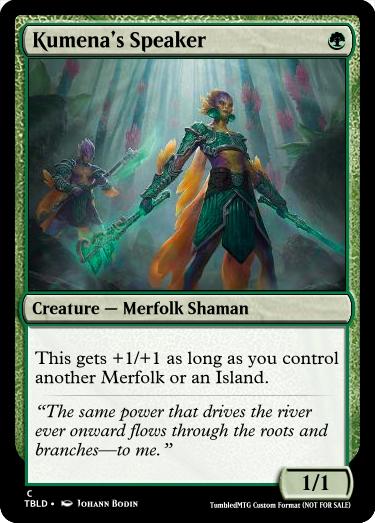 Kumena's Speaker
Creature — Merfolk Shaman
This gets +1/+1 as long as you control
another Merfolk or an Island.
“The same power that drives the river
ever onward flows through the roots and
branches—to me.”
1/1
C
TBLD • Johann Bodin
TumbledMTG Custom Format (NOT FOR SALE)